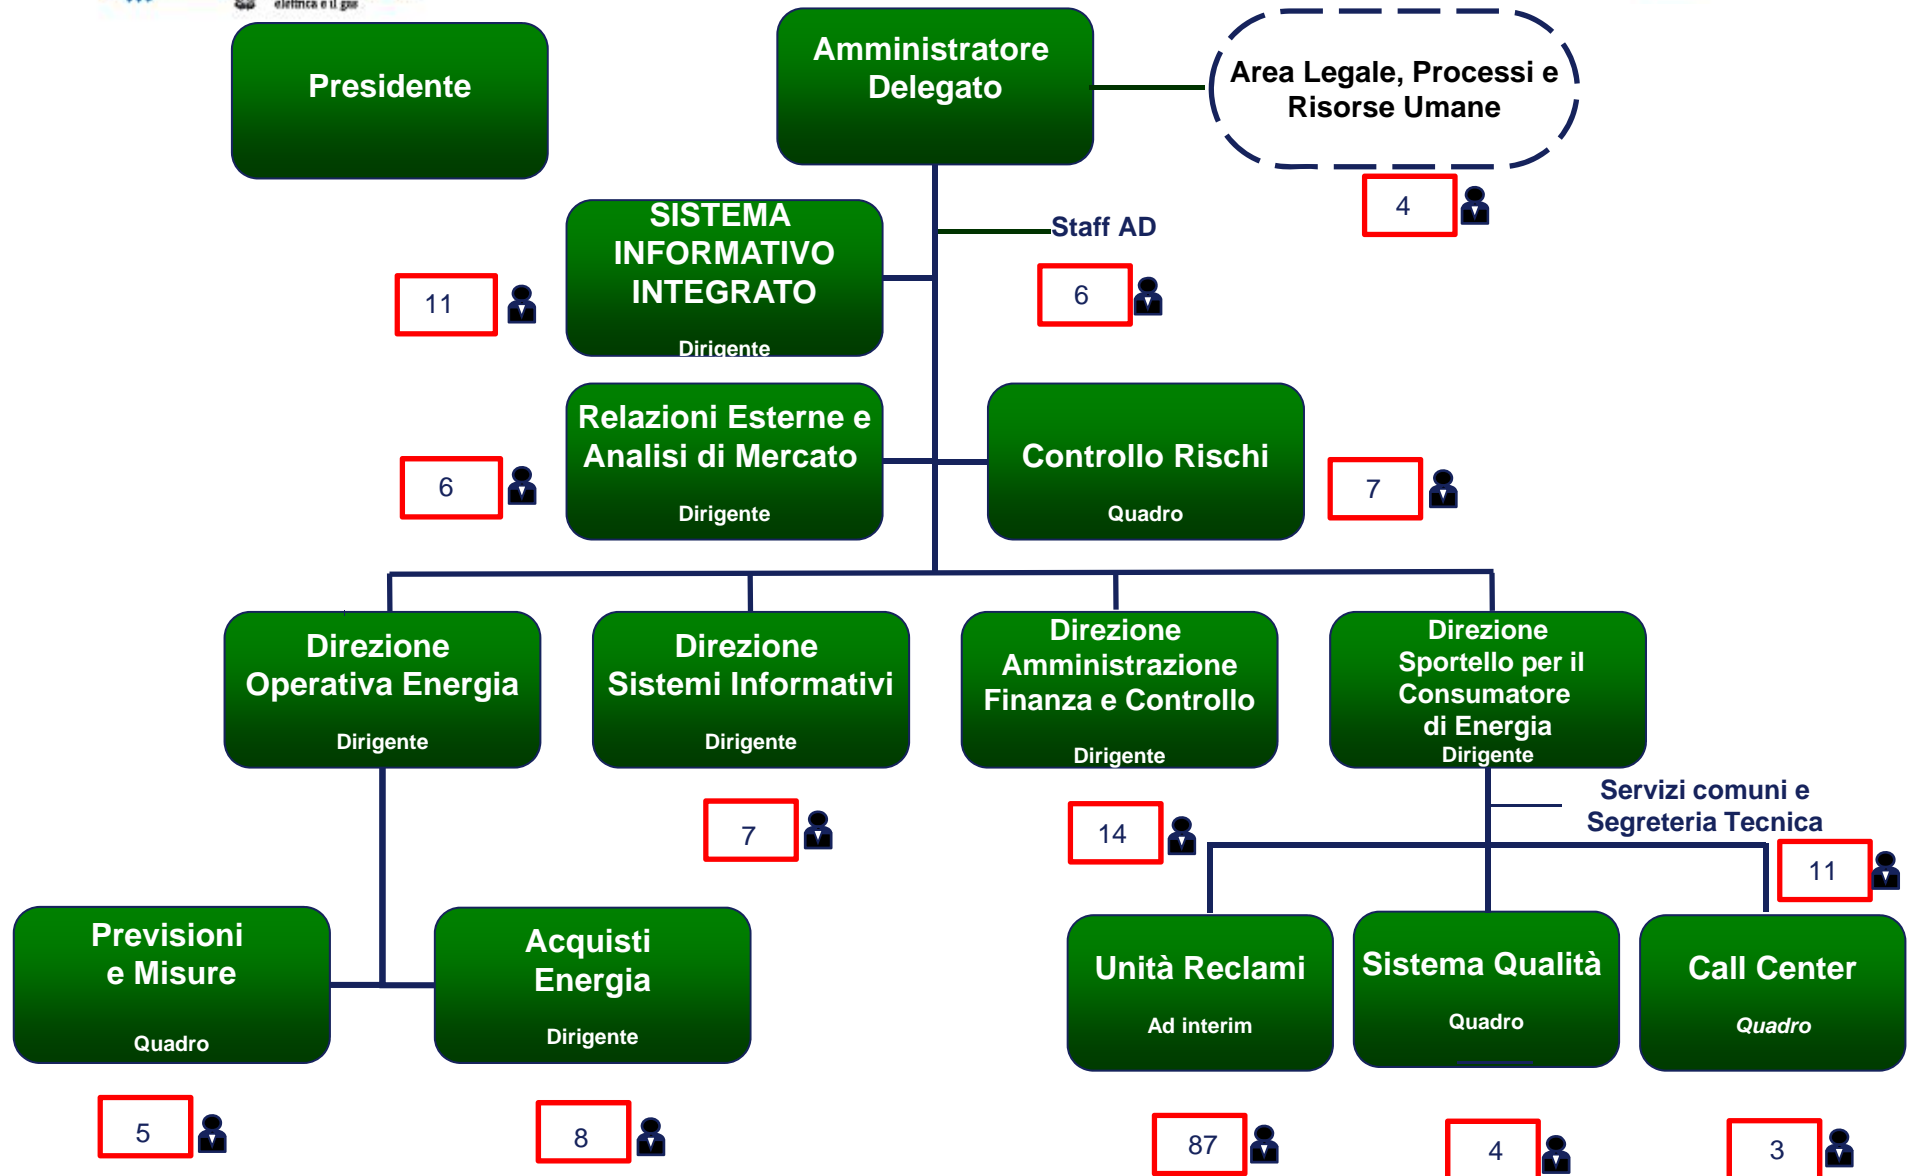 elettrica e il gas
Presidente
Amministratore
Delegato
Area Legale, Processi e
Risorse Umane
4
SISTEMA
INFORMATIVO
INTEGRATO
Dirigente
11
Staff AD
6
Relazioni Esterne e
Analisi di Mercato
Dirigente
6
Controllo Rischi
Quadro
7
Direzione
Operativa Energia
Dirigente
Direzione
Sistemi Informativi
Dirigente
7
Direzione
Amministrazione
Finanza e Controllo
Dirigente
14
Direzione
Sportello per il
Consumatore
di Energia
Dirigente
Servizi comuni e
Segreteria Tecnica
11
Previsioni
e Misure
Quadro
5
Acquisti
Energia
Dirigente
8
Unità Reclami
Ad interim
87
Sistema Qualità
Quadro
4
Call Center
Quadro
3